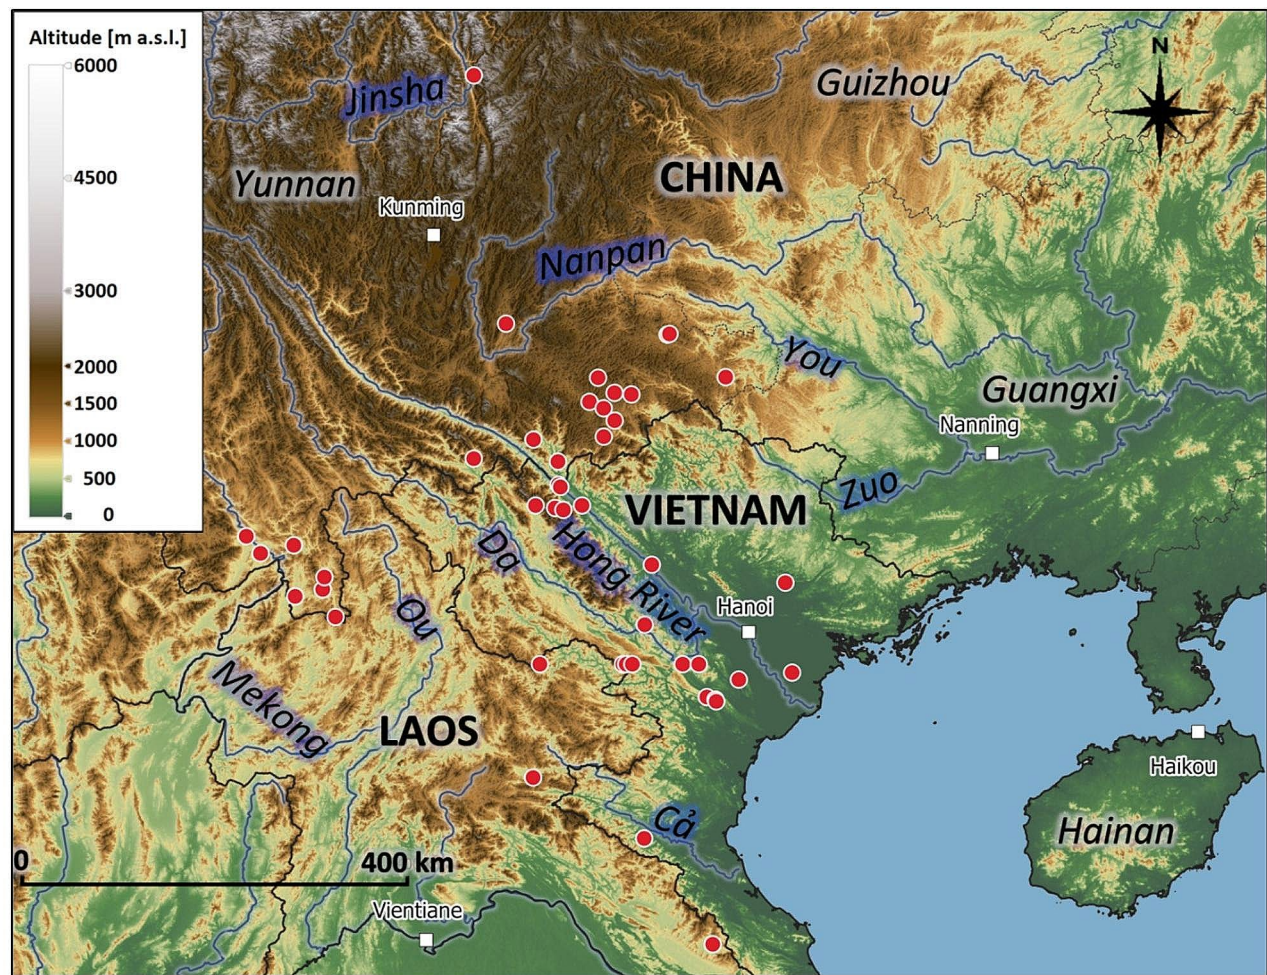 Altitude [m a.s.l.]
6000
4500
3000
2000
1500
1000
500
0
N
Jinsha
Guizhou
Yunnan
CHINA
Kunming
Nanpan
You
Guangxi
Nanning
Zuo
VIETNAM
Hong River
Da
Hanoi
Ou
Mekong
LAOS
Haikou
Cả
Hainan
0
400 km
Vientiane